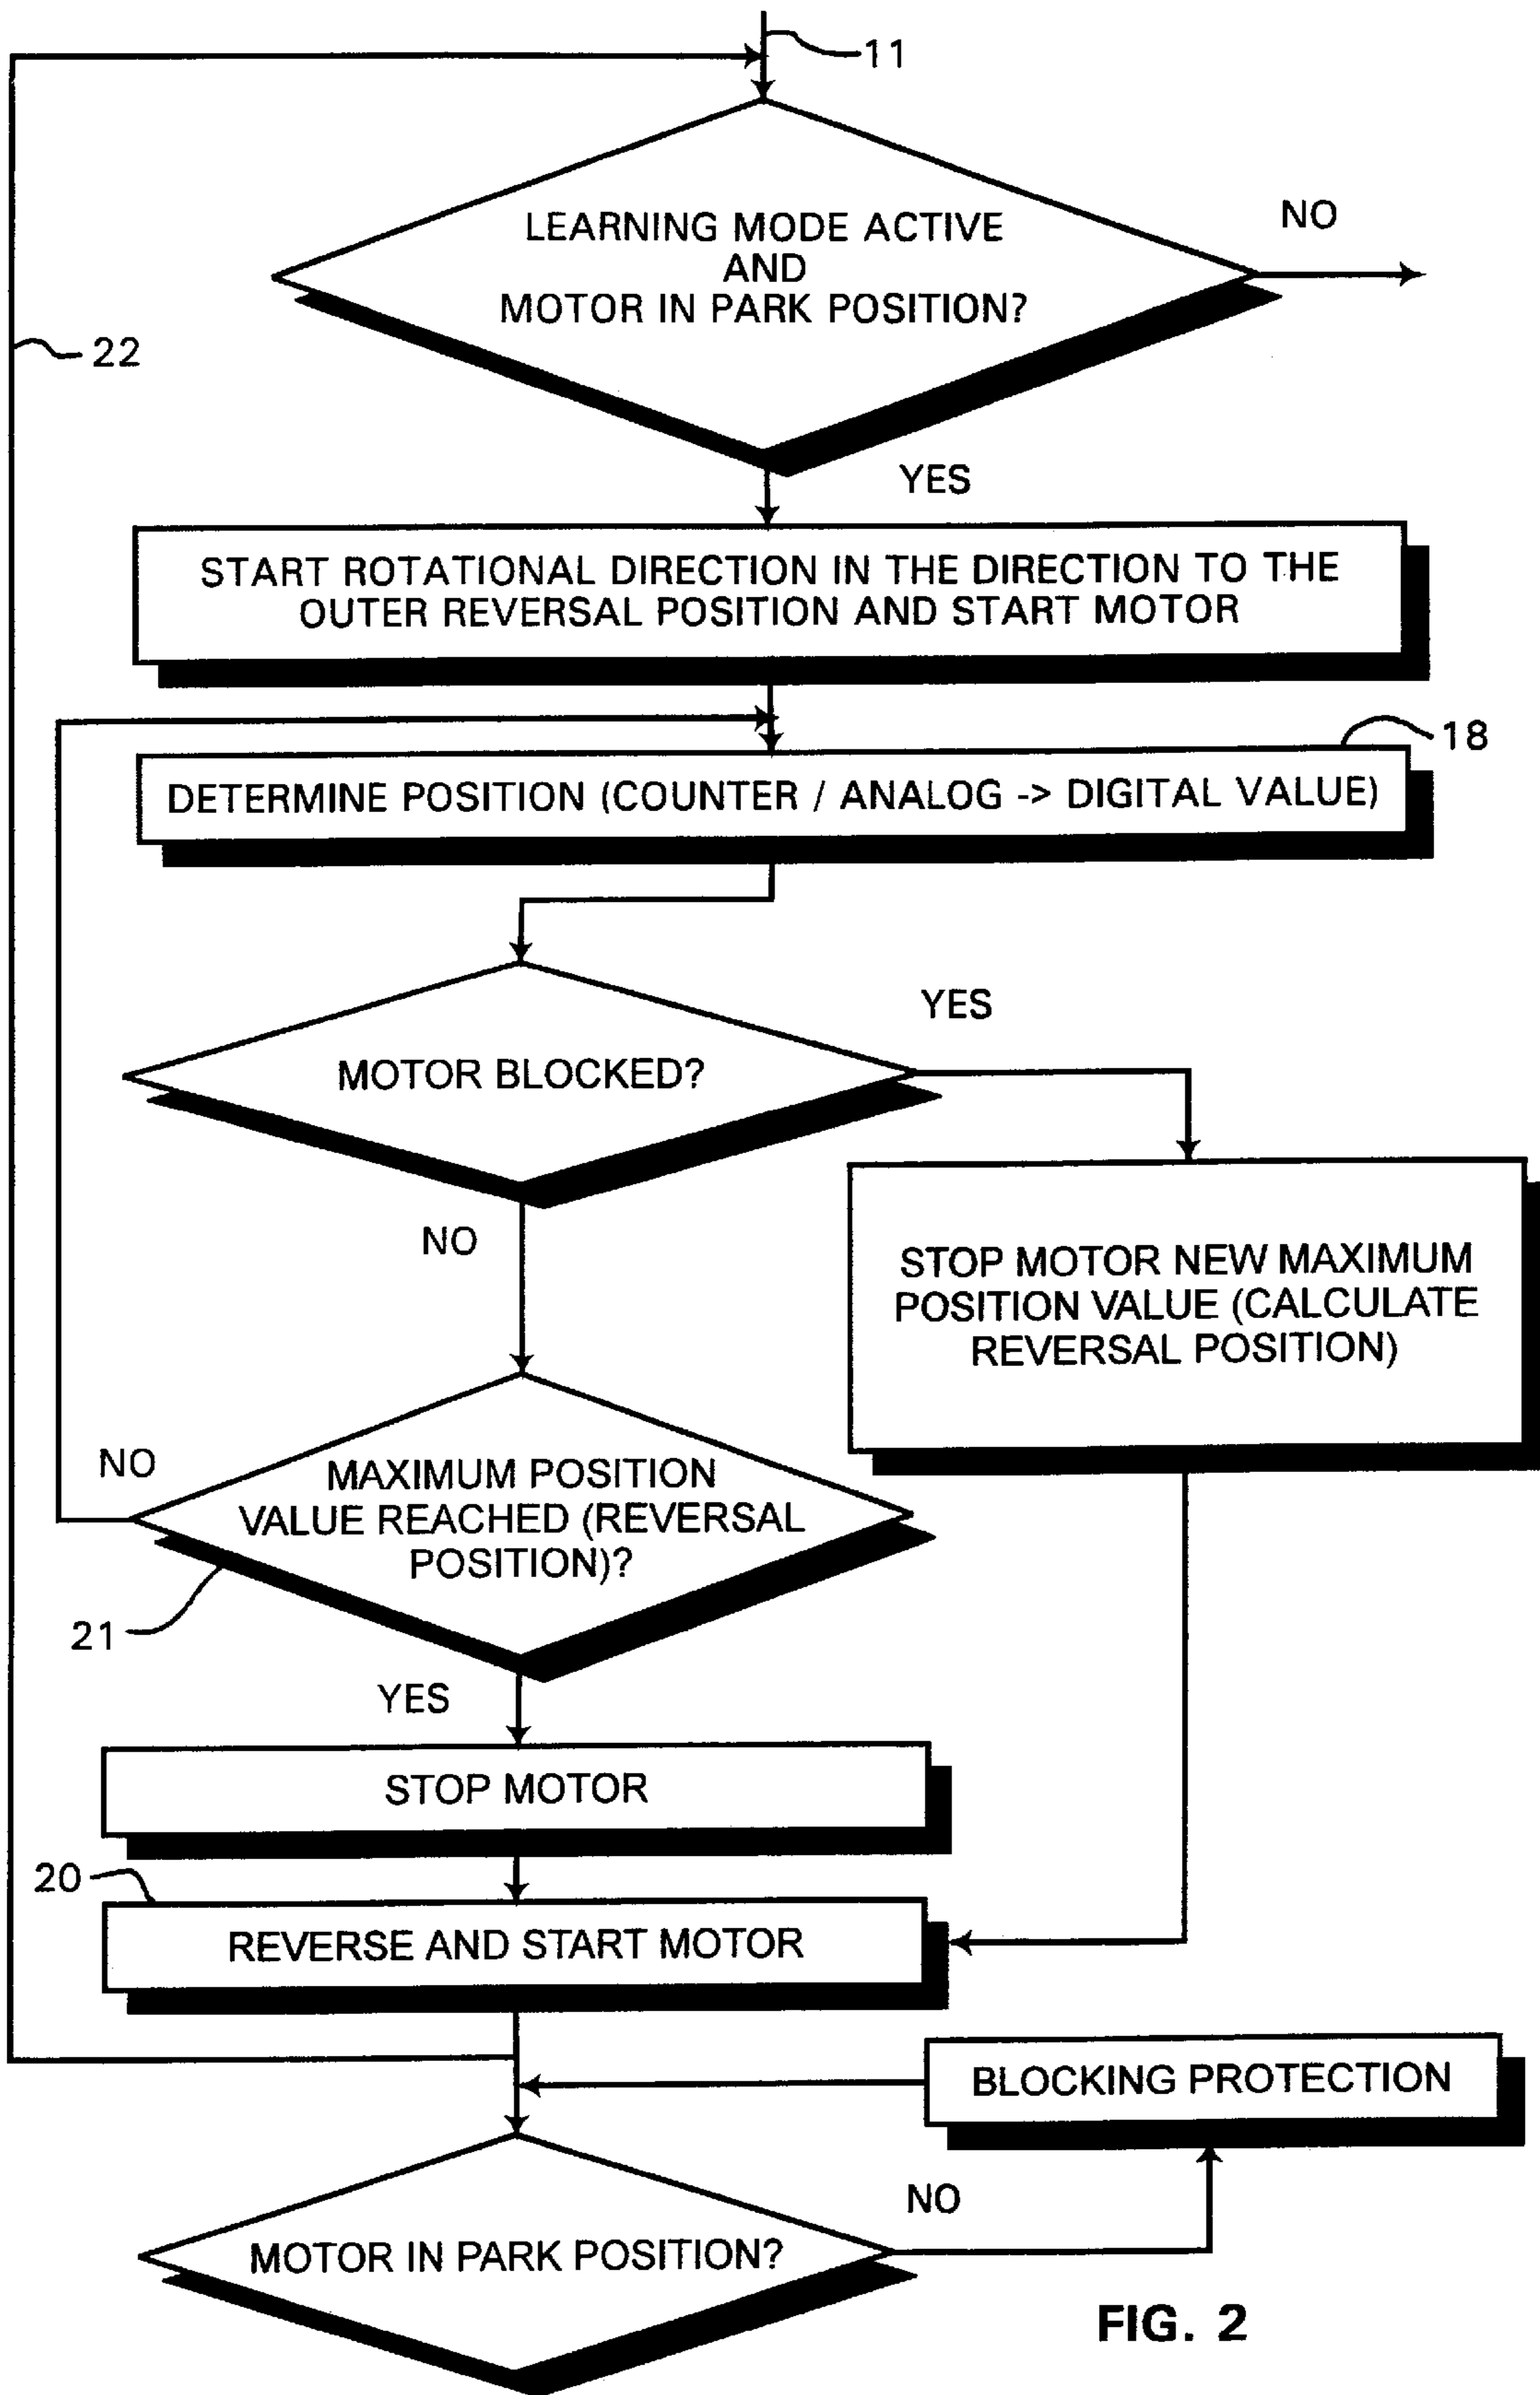 11
LEARNING MODE ACTIVE
AND
MOTOR IN PARK POSITION?
NO
22
YES
START ROTATIONAL DIRECTION IN THE DIRECTION TO THE
OUTER REVERSAL POSITION AND START MOTOR
18
DETERMINE POSITION (COUNTER / ANALOG -> DIGITAL VALUE)
YES
MOTOR BLOCKED?
NO
STOP MOTOR NEW MAXIMUM
POSITION VALUE (CALCULATE
REVERSAL POSITION)
NO
MAXIMUM POSITION
VALUE REACHED (REVERSAL
POSITION)?
21
YES
STOP MOTOR
20
REVERSE AND START MOTOR
BLOCKING PROTECTION
NO
MOTOR IN PARK POSITION?
FIG. 2